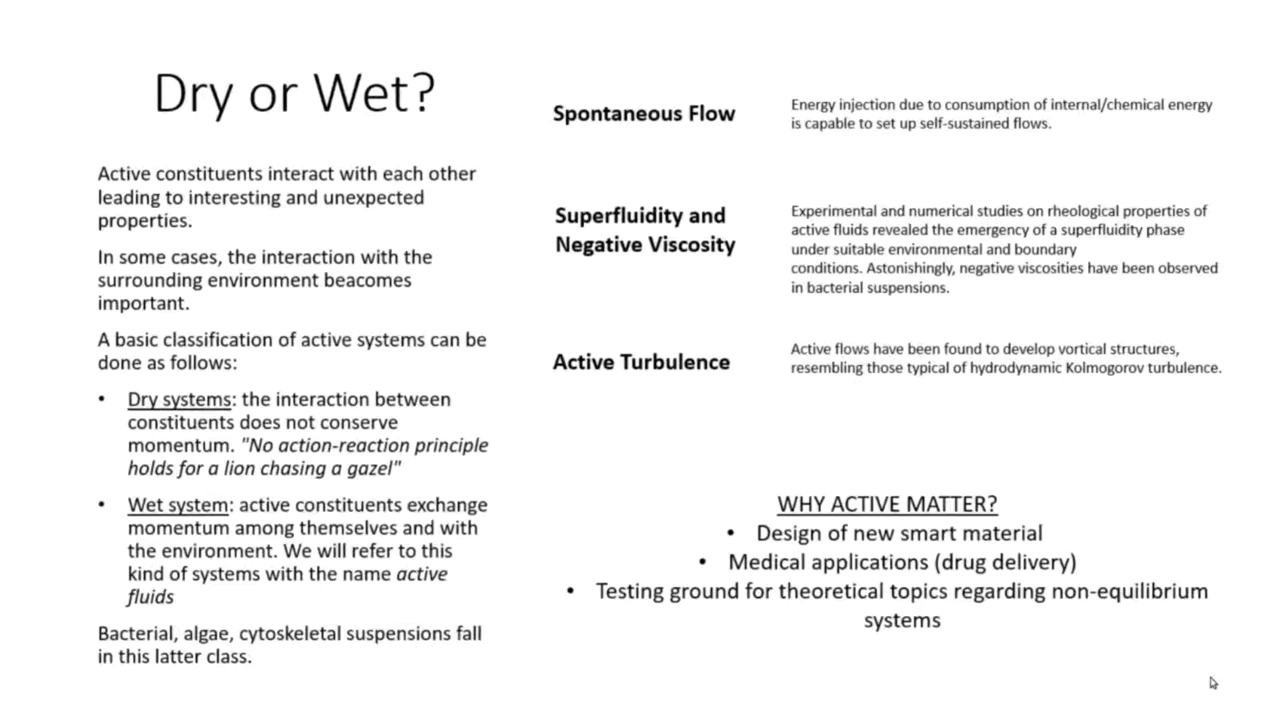 Dry or Wet?
Active constituents interact with each other
leading to interesting and unexpected
properties.
In some cases, the interaction with the
surrounding environment beacomes
important.
A basic classification of active systems can be
done as follows:
• Dry systems: the interaction between
constituents does not conserve
momentum. "No action-reaction principle
holds for a lion chasing a gazel"
• Wet system: active constituents exchange
momentum among themselves and with
the environment. We will refer to this
kind of systems with the name active
fluids
Bacterial, algae, cytoskeletal suspensions fall
in this latter class.
Spontaneous Flow
Energy injection due to consumption of internal/chemical energy
is capable to set up self-sustained flows.
Superfluidity and
Negative Viscosity
Experimental and numerical studies on rheological properties of
active fluids revealed the emergency of a superfluidity phase
under suitable environmental and boundary
conditions. Astonishingly, negative viscosities have been observed
in bacterial suspensions.
Active Turbulence
Active flows have been found to develop vortical structures,
resembling those typical of hydrodynamic Kolmogorov turbulence.
WHY ACTIVE MATTER?
• Design of new smart material
• Medical applications (drug delivery)
• Testing ground for theoretical topics regarding non-equilibrium
systems